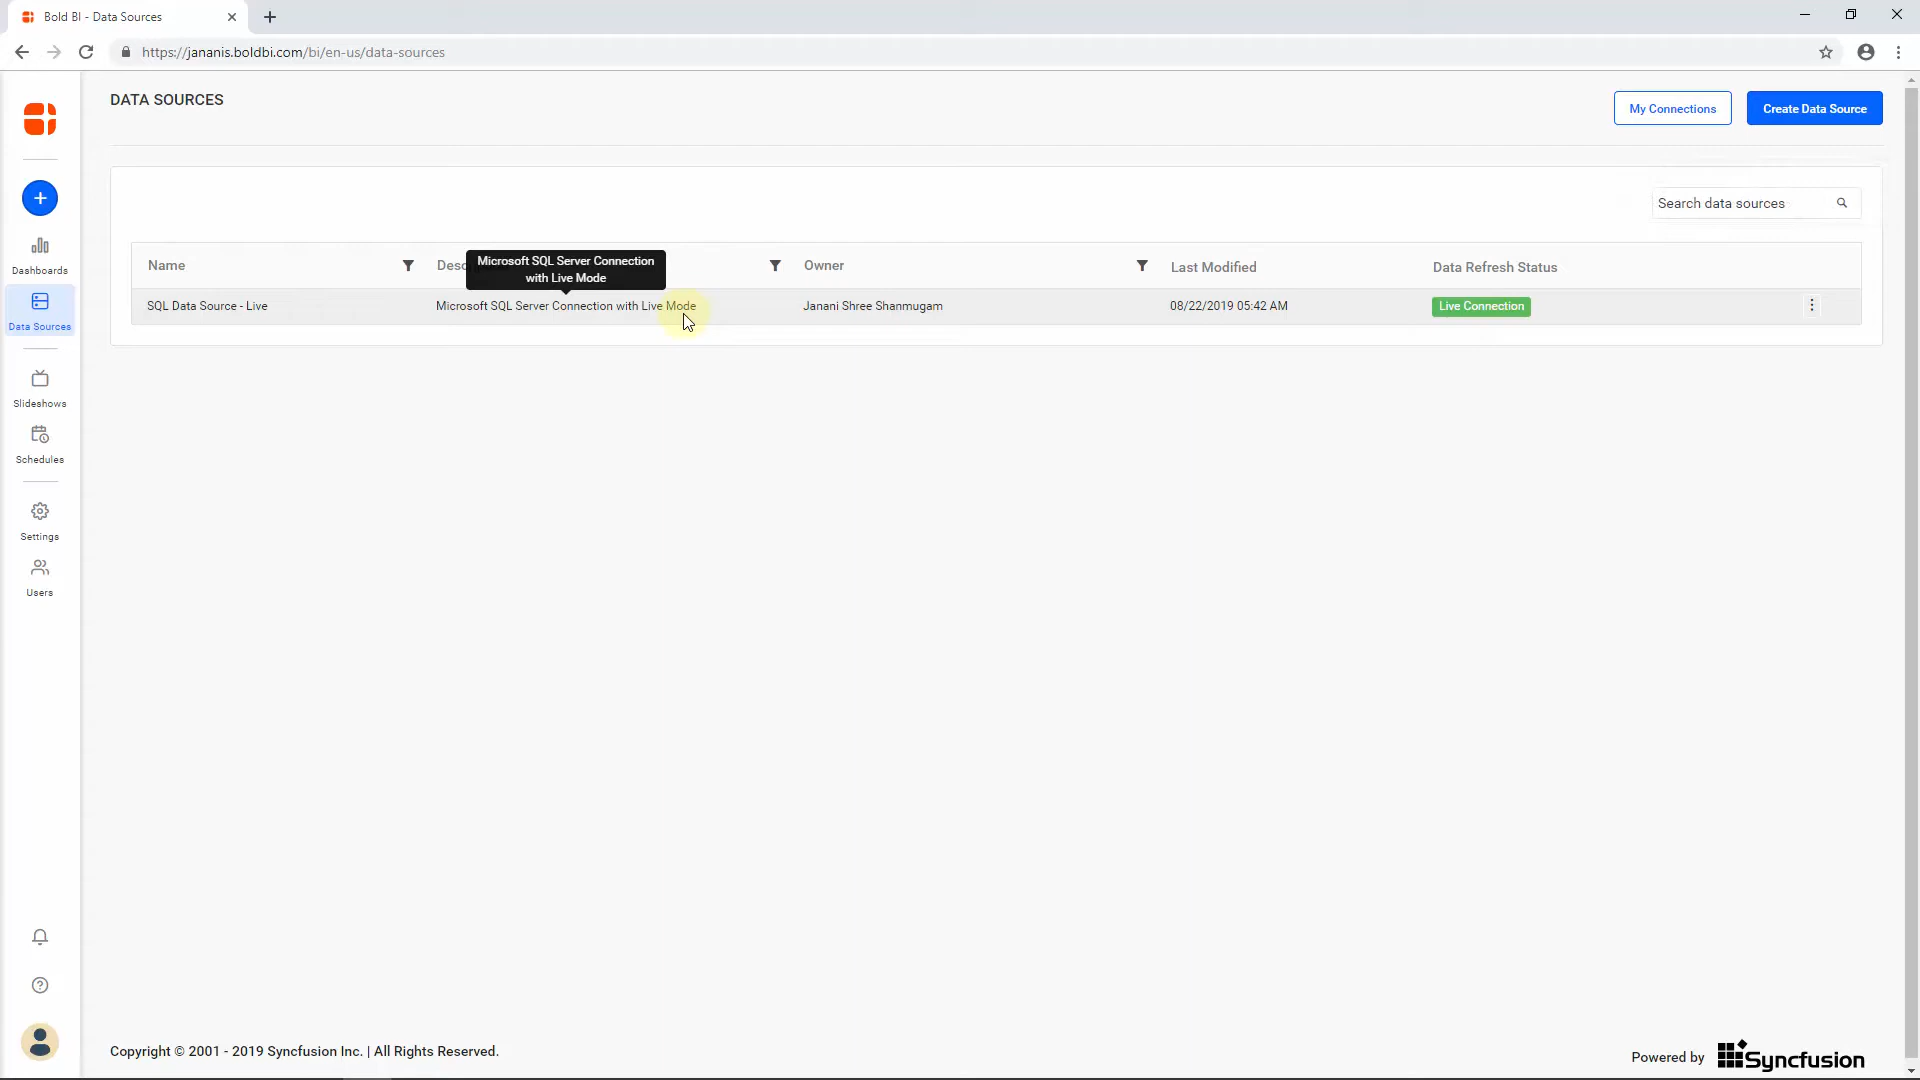 Bold BI - Data Sources
https://jananis.boldbi.com/bi/en-us/data-sources
DATA SOURCES
My Connections
Create Data Source
Search data sources
Name
Microsoft SQL Server Connection
with Live Mode
Owner
Last Modified
Data Refresh Status
SQL Data Source - Live
Microsoft SQL Server Connection with Live Mode
Janani Shree Shanmugam
08/22/2019 05:42 AM
Live Connection
Dashboards
Data Sources
Slideshows
Schedules
Settings
Users
Copyright © 2001 - 2019 Syncfusion Inc. | All Rights Reserved.
Powered by
Syncfusion